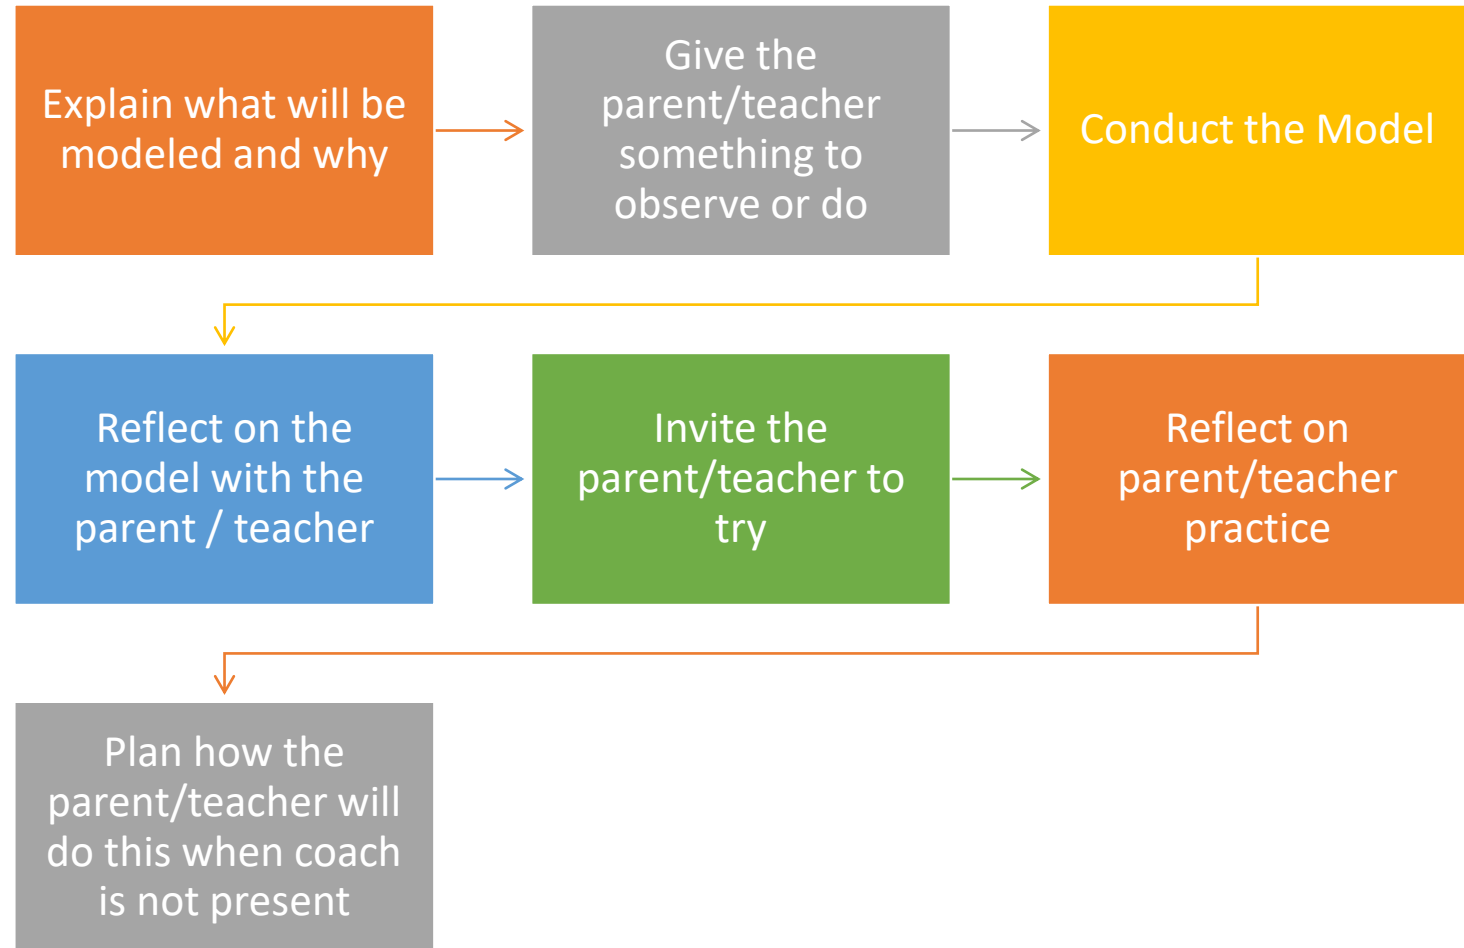 Explain what will be
modeled and why
Give the
parent/teacher
something to
observe or do
Conduct the Model
Reflect on the
model with the
parent / teacher
Invite the
parent/teacher to
try
Reflect on
parent/teacher
practice
Plan how the
parent/teacher will
do this when coach
is not present